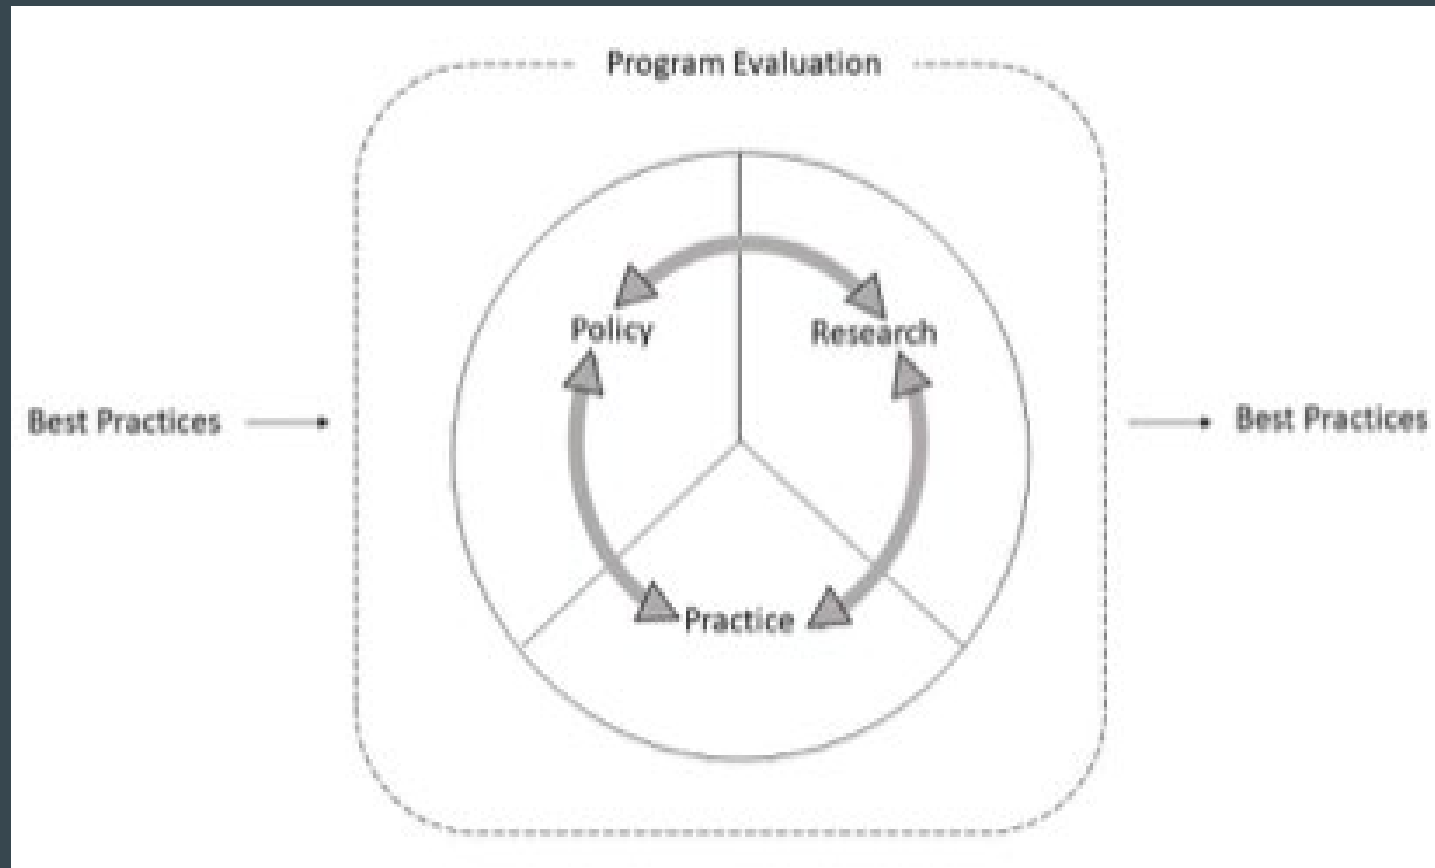 Program Evaluation
Policy
Research
Best Practices
Best Practices
Practice